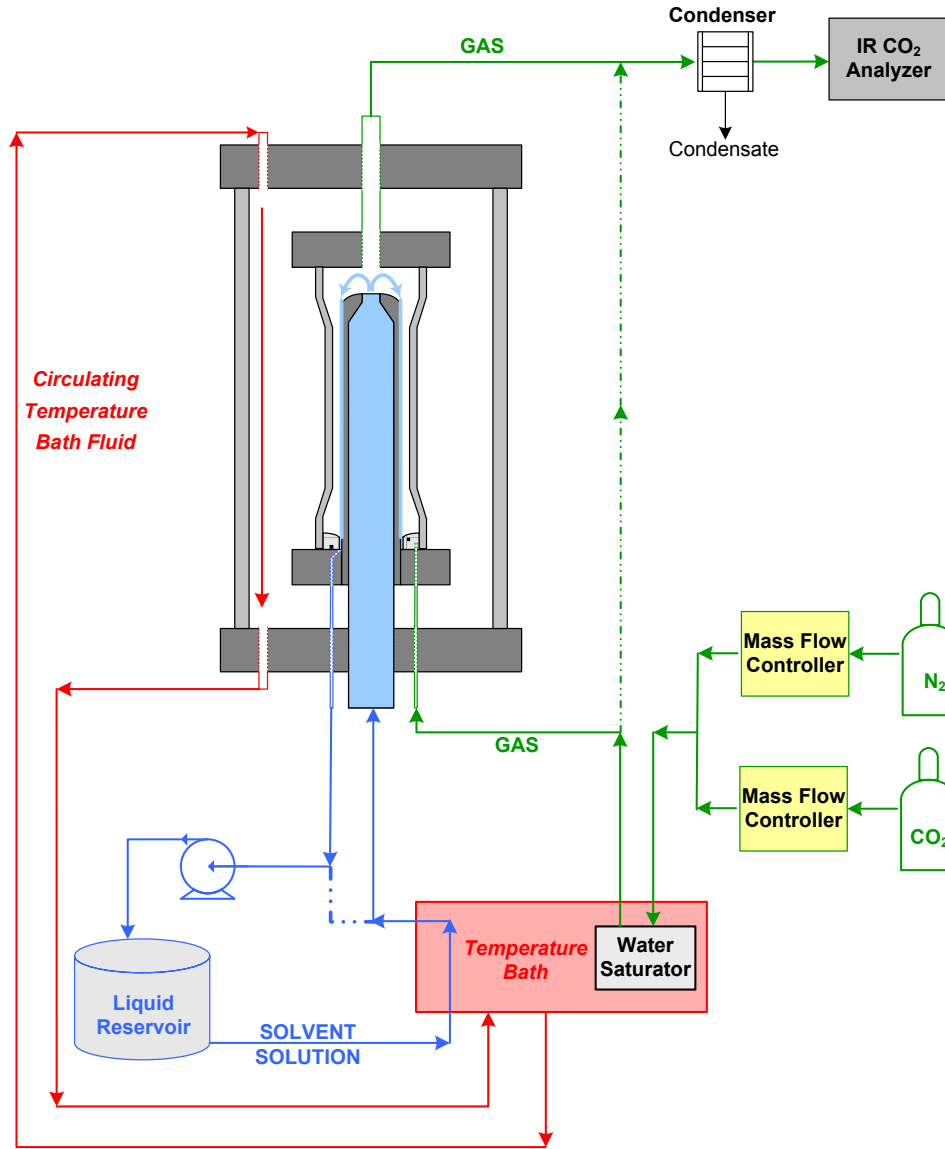 Condenser
GAS
IR CO₂
Analyzer
Condensate
Circulating
Temperature
Bath Fluid
Mass Flow
Controller
N₂
GAS
Mass Flow
Controller
CO₂
Temperature
Bath
Water
Saturator
Liquid
Reservoir
SOLVENT
SOLUTION